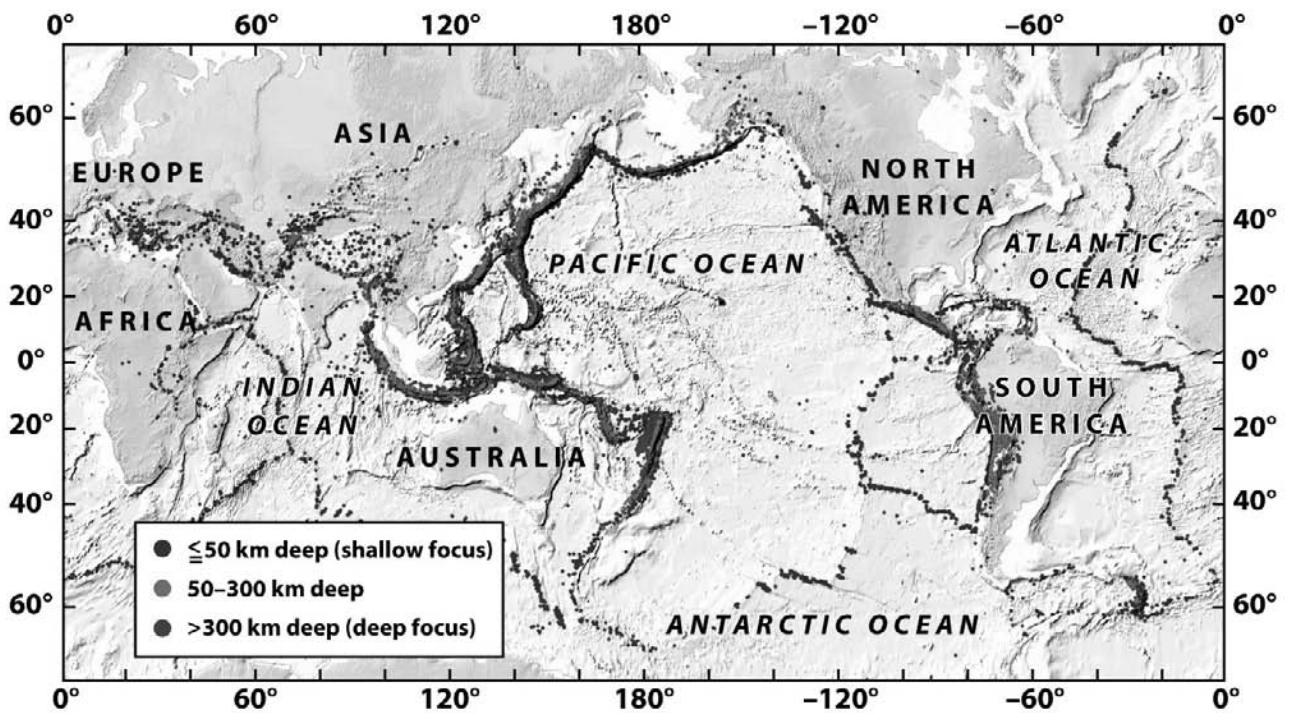 0° 60° 120° 180° –120° –60° 0°
60° 60°
ASIA
EUROPE
NORTH
AMERICA
40° 40°
ATLANTIC
OCEAN
PACIFIC OCEAN
20° 20°
AFRICA
0° 0°
INDIAN
OCEAN
SOUTH
AMERICA
20° 20°
AUSTRALIA
40° 40°
≦50 km deep (shallow focus)
50–300 km deep
60° 60°
>300 km deep (deep focus)
ANTARCTIC OCEAN
0° 60° 120° 180° –120° –60° 0°